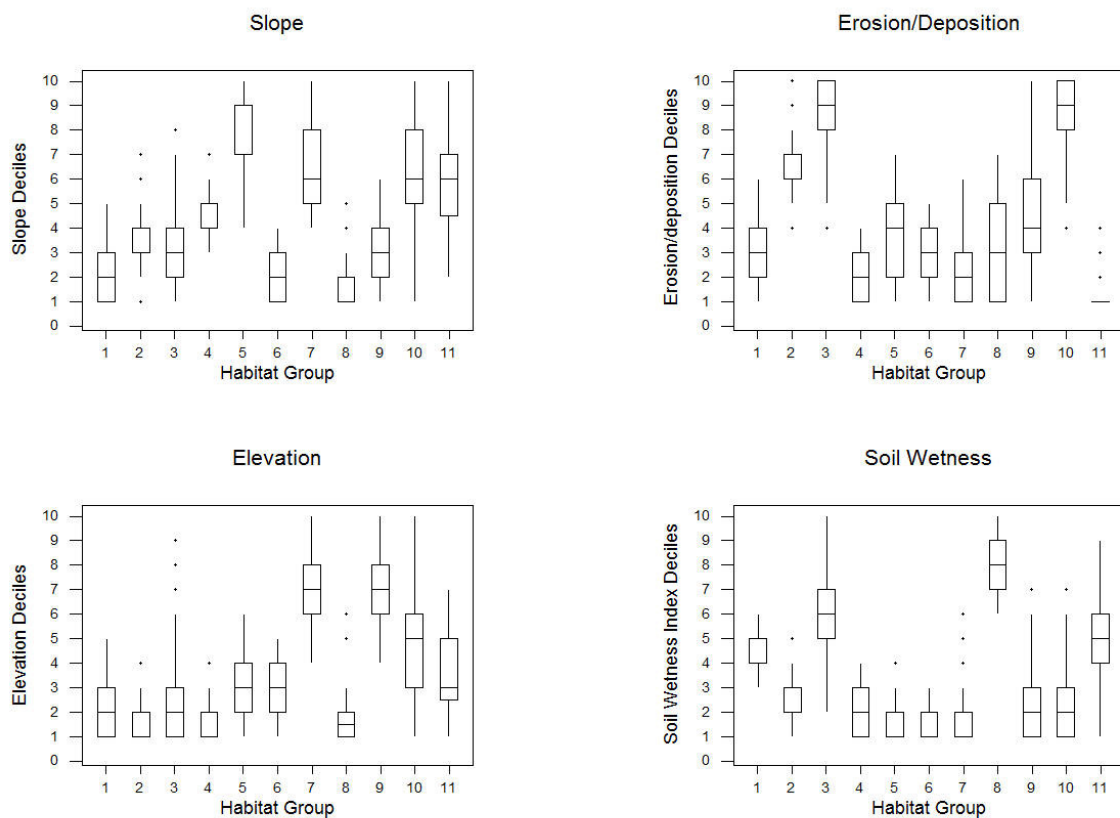 Slope
Slope Deciles
10
9
8
7
6
5
4
3
2
1
0
1 2 3 4 5 6 7 8 9 10 11
Habitat Group
Erosion/Deposition
Erosion/deposition Deciles
10
9
8
7
6
5
4
3
2
1
0
1 2 3 4 5 6 7 8 9 10 11
Habitat Group
Elevation
Elevation Deciles
10
9
8
7
6
5
4
3
2
1
0
1 2 3 4 5 6 7 8 9 10 11
Habitat Group
Soil Wetness
Soil Wetness Index Deciles
10
9
8
7
6
5
4
3
2
1
0
1 2 3 4 5 6 7 8 9 10 11
Habitat Group